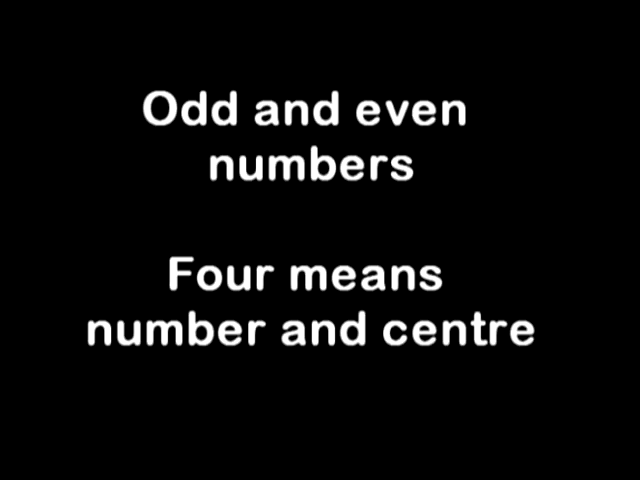 Odd and even
numbers
Four means
number and centre